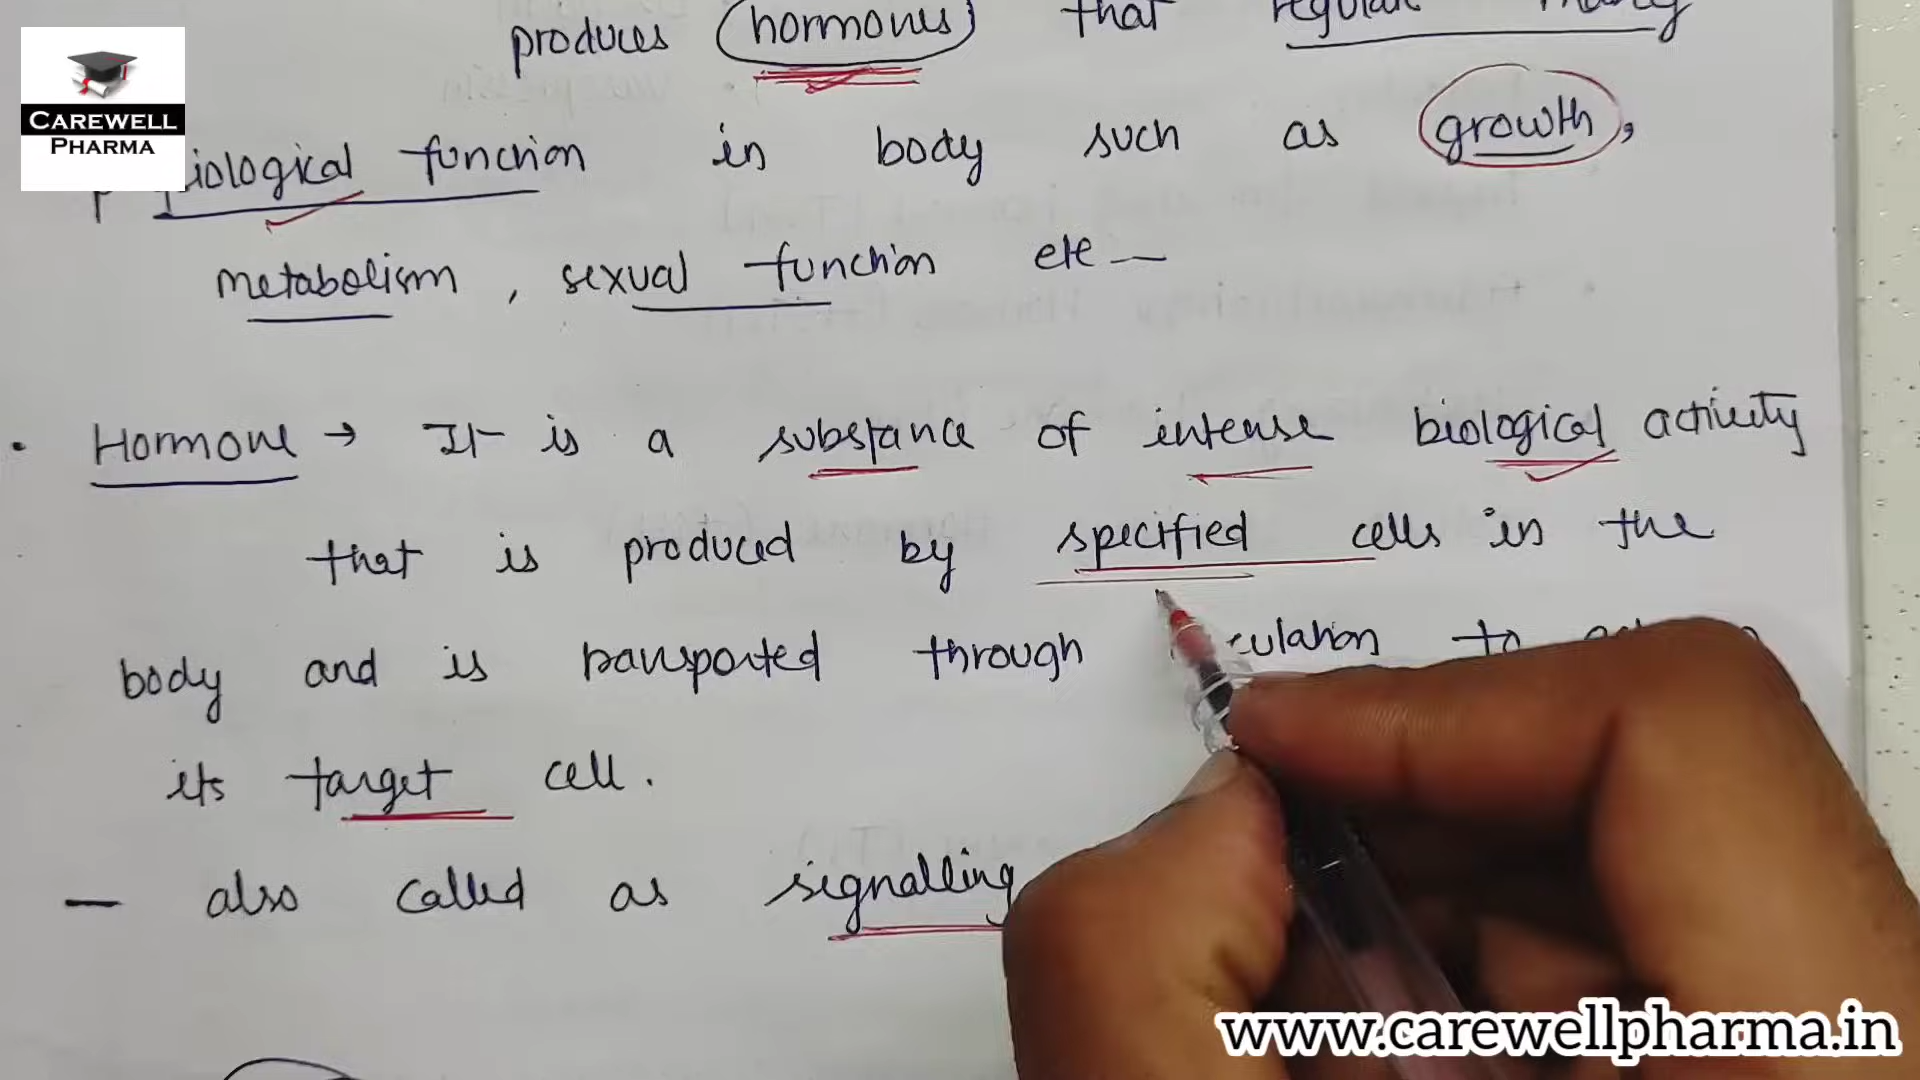 produces hormones that
CAREWELL
PHARMA
function in body such as growth,
metabolism, sexual function etc —
• Hormone → It is a substance of intense biological activity
that is produced by specified cells in the
body and is transported through to
its target cell.
— also called as signalling
www.carewellpharma.in